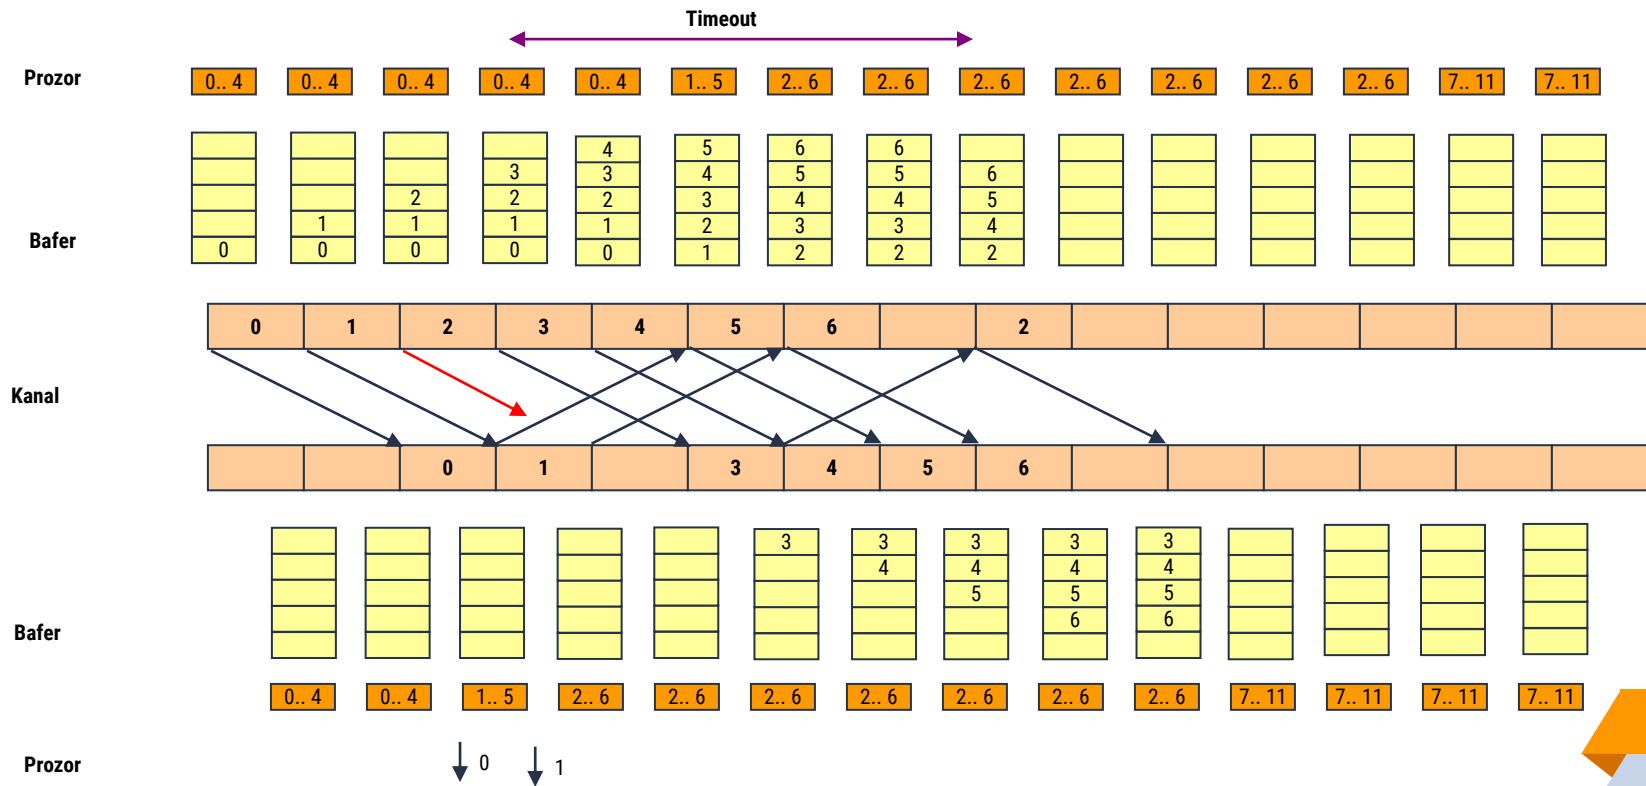 Timeout
Prozor
0.. 4 0.. 4 0.. 4 0.. 4 0.. 4 1.. 5 2.. 6 2.. 6 2.. 6 2.. 6 2.. 6 2.. 6 2.. 6 7.. 11 7.. 11
4 5 6 6
3 3 4 5 5 6
2 2 2 3 4 4 5
1 1 1 1 2 3 3 4
Bafer
0 0 0 0 0 1 2 2 2
0 1 2 3 4 5 6 2
Kanal
0 1 3 4 5 6
3 3 3 3 3
4 4 4 4
5 5 5
6 6
Bafer
0.. 4 0.. 4 1.. 5 2.. 6 2.. 6 2.. 6 2.. 6 2.. 6 2.. 6 2.. 6 7.. 11 7.. 11 7.. 11 7.. 11
Prozor
0 1